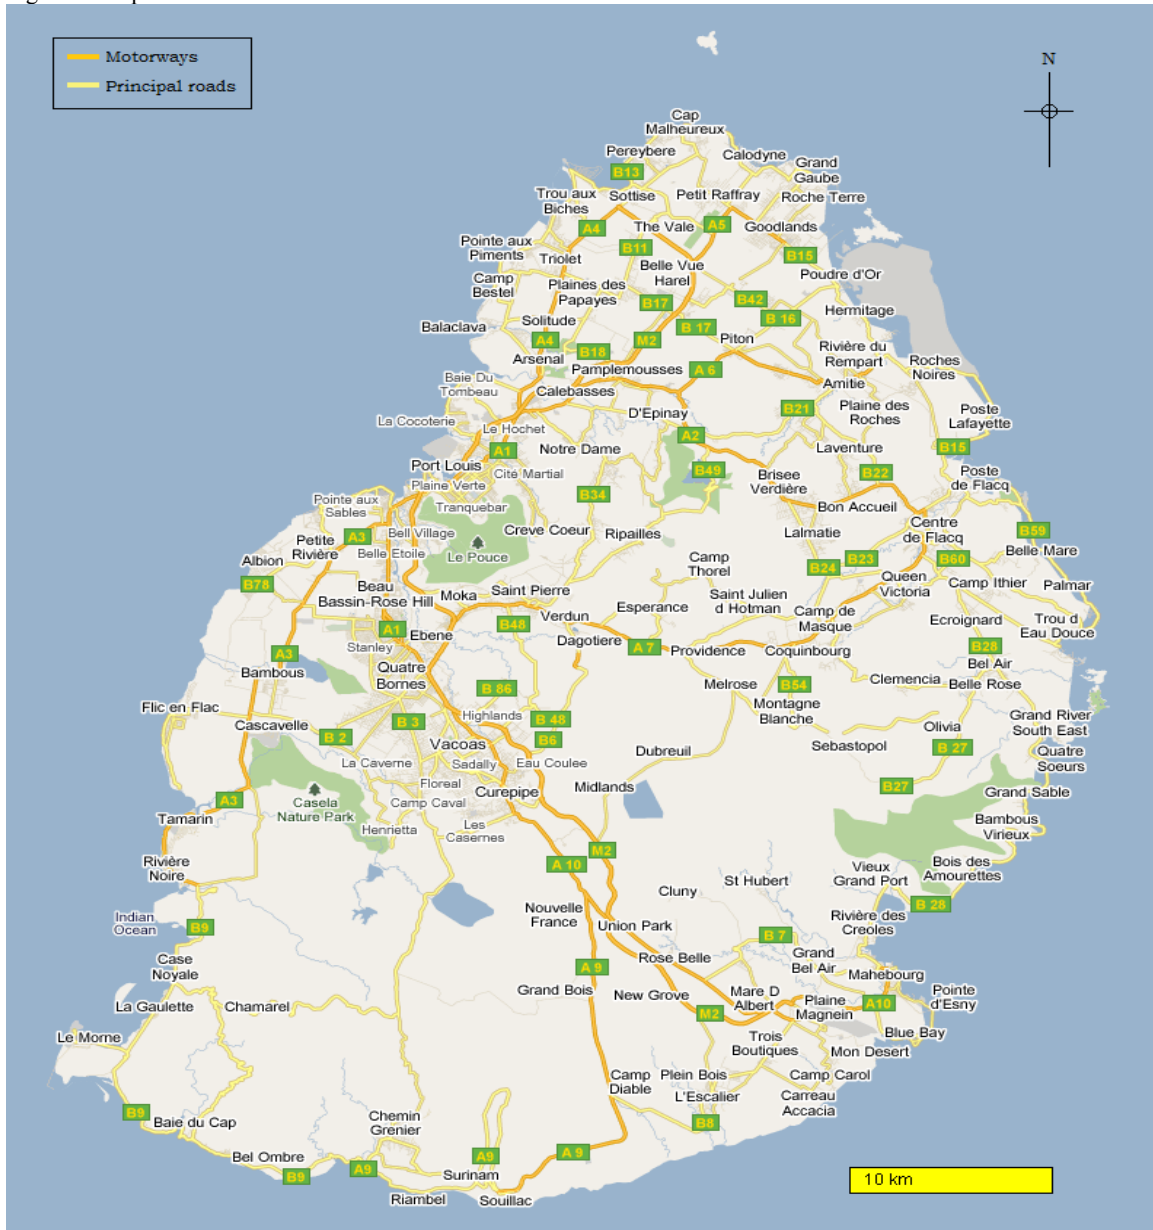 Motorways
Principal roads
N
Cap
Malheureux
Pereybere
Calodyne
Grand
Gaube
B13
Trou aux
Biches
Sottise
Petit Raffray
Roche Terre
A4
The Vale
A5
Goodlands
Pointe aux
Piments
B11
Triolet
Belle Vue
Harel
B15
Poudre d'Or
Camp
Bestel
Plaines des
Papayes
B17
B42
Hermitage
Balaclava
Solitude
B 17
B 16
A4
Arsenal
B18
M2
Piton
Rivière du
Rempart
Roches
Noires
Pamplemousses
A 6
Amitie
Baie Du
Tombeau
Calebasses
La Cocoterie
Le Hochet
D'Epinay
B21
Plaine des
Roches
Poste
Lafayette
A1
Notre Dame
A2
Laventure
B15
Port Louis
Cité Martial
B49
Brisee
Verdière
B22
Poste
de Flacq
Plaine Verte
Pointe aux
Sables
Tranquebar
B34
Bon Accueil
Centre
de Flacq
Petite
Rivière
A3
Bell Village
Creve Coeur
Ripailles
Lalmatie
B59
Belle Mare
Albion
Belle Etoile
Le Pouce
Camp
Thorel
B24
B23
B60
B78
Beau
Bassin-Rose Hill
Moka
Saint Pierre
Saint Julien
d Hotman
Queen
Victoria
Camp Ithier
Palmar
Esperance
Camp de
Masque
A1
Ebene
B48
Verdun
Ecroignard
Trou d
Eau Douce
Stanley
Dagotiere
A 7
Providence
Coquinbourg
B28
A3
Bambous
Quatre
Bornes
Bel Air
B 86
Melrose
B54
Clemencia
Belle Rose
Flic en Flac
Cascavelle
B 3
Highlands
B 48
Montagne
Blanche
Grand River
South East
B 2
Vacoas
B6
Olivia
La Caverne
Sadally
Eau Coulee
Dubreuil
Sebastopol
B 27
Quatre
Soeurs
Floreal
Midlands
B27
Grand Sable
A3
Casela
Nature Park
Camp Caval
Curepipe
Tamarin
Henrietta
Les
Casernes
Bambous
Virieux
Rivière
Noire
A 10
M2
St Hubert
Vieux
Grand Port
Bois des
Amourettes
Cluny
B 28
Indian
Ocean
B9
Nouvelle
France
Union Park
Rivière des
Creoles
B 7
Case
Noyale
A 9
Rose Belle
Grand
Bel Air
Mahebourg
La Gaulette
Chamarel
Grand Bois
New Grove
Mare D
Albert
Plaine
Magnein
A10
Pointe
d'Esny
M2
Le Morne
Trois
Boutiques
Blue Bay
Mon Desert
Camp
Diable
Plein Bois
Camp Carol
L'Escalier
Carreau
Accacia
B9
Baie du Cap
Chemin
Grenier
B8
Bel Ombre
A9
A 9
B9
A9
Surinam
Riambel
Souillac
10 km